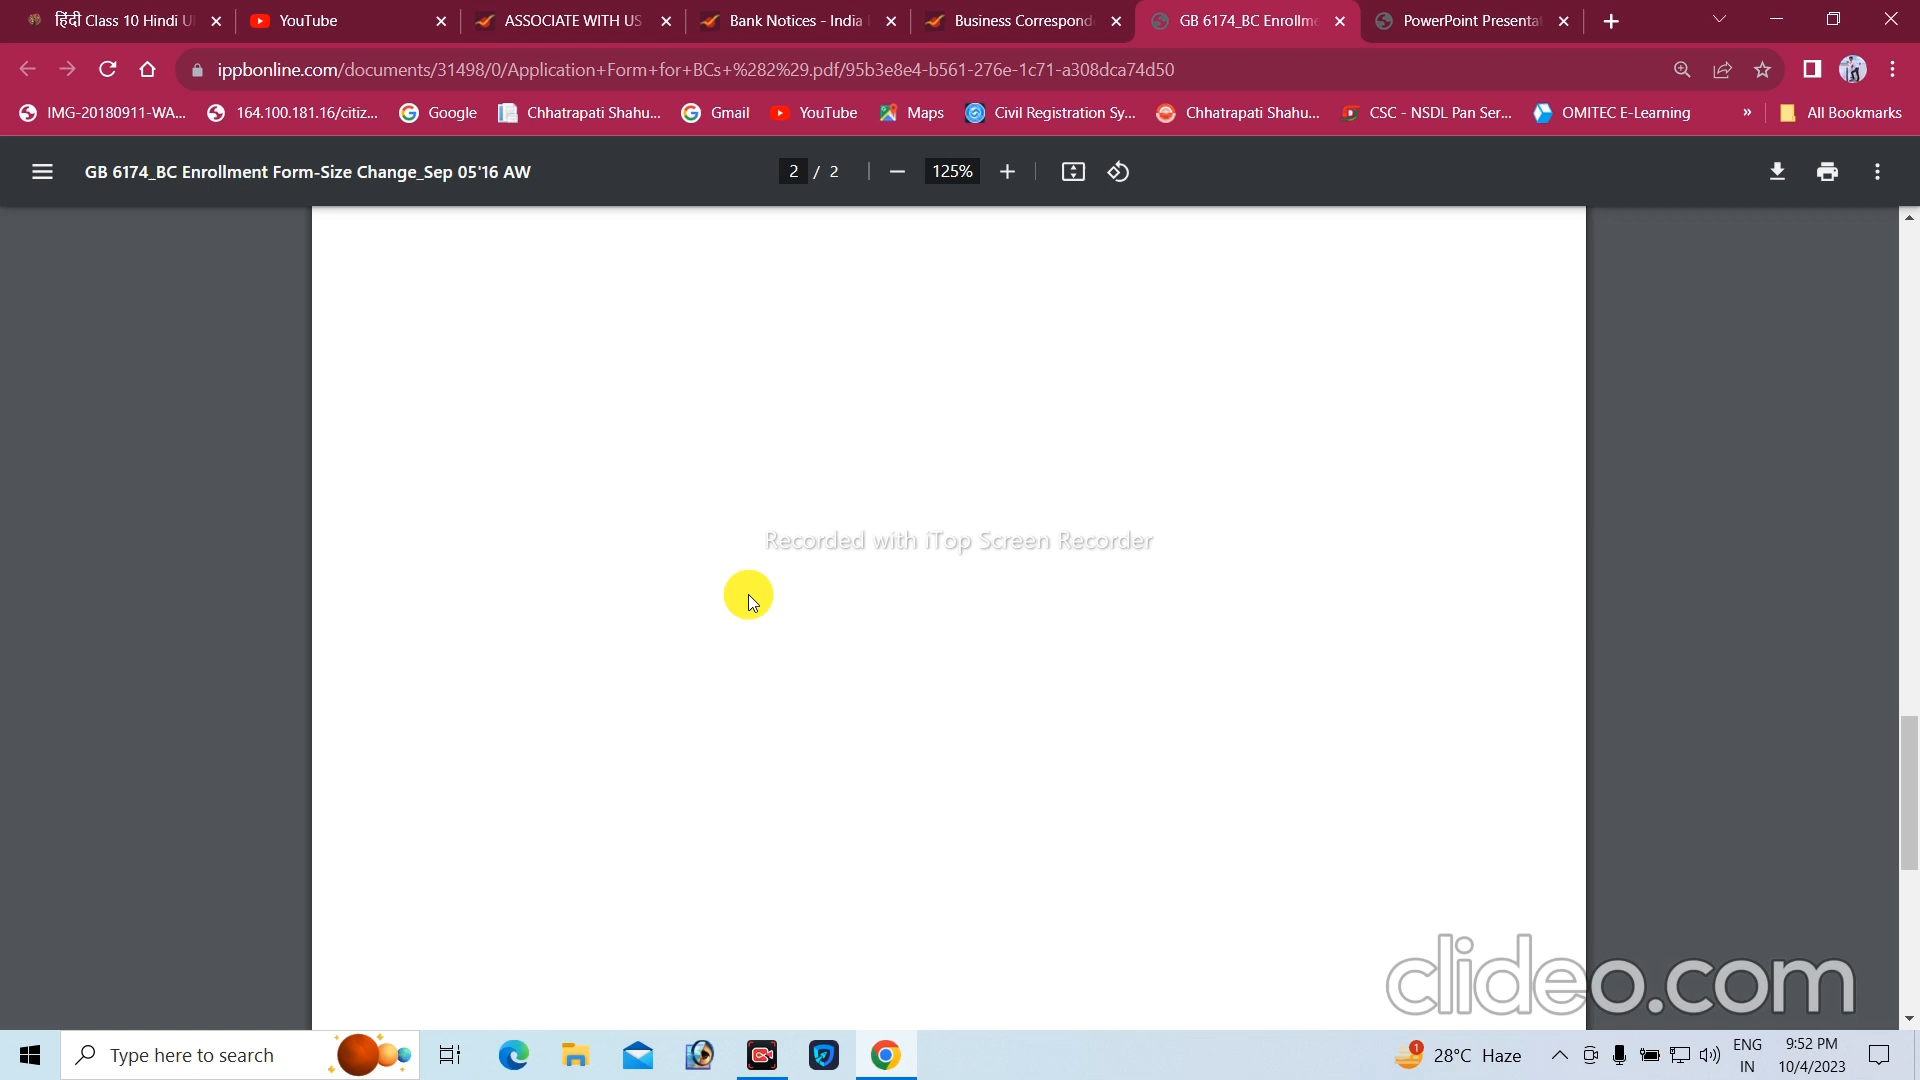 हिंदी Class 10 Hindi U
YouTube
ASSOCIATE WITH US
Bank Notices - India
Business Correspond
GB 6174_BC Enrollme
PowerPoint Presenta
ippbonline.com/documents/31498/0/Application+Form+for+BCs+%282%29.pdf/95b3e8e4-b561-276e-1c71-a308dca74d50
IMG-20180911-WA...
164.100.181.16/citiz...
Google
Chhatrapati Shahu...
Gmail
YouTube
Maps
Civil Registration Sy...
Chhatrapati Shahu...
CSC - NSDL Pan Ser...
OMITEC E-Learning
»
All Bookmarks
GB 6174_BC Enrollment Form-Size Change_Sep 05'16 AW
2 / 2
125%
Recorded with iTop Screen Recorder
clideo.com
Type here to search
1
28°C Haze
ENG
IN
9:52 PM
10/4/2023